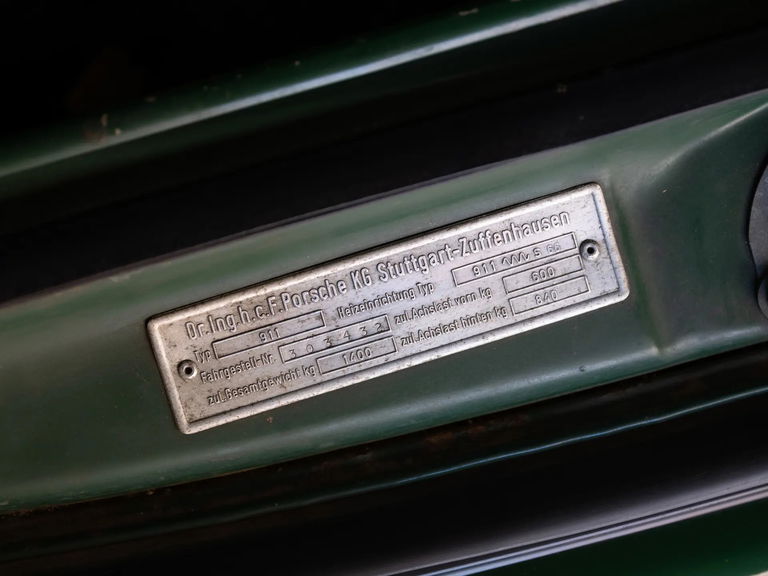 Dr.Ing.h.c.F.Porsche KG Stuttgart-Zuffenhausen
Typ 911 Heizeinrichtung Typ 911 S 66
Fahrgestell-Nr. 303432 zul.Achslast vorn kg 600
zul.Gesamtgewicht kg 1400 zul.Achslast hinten kg 840